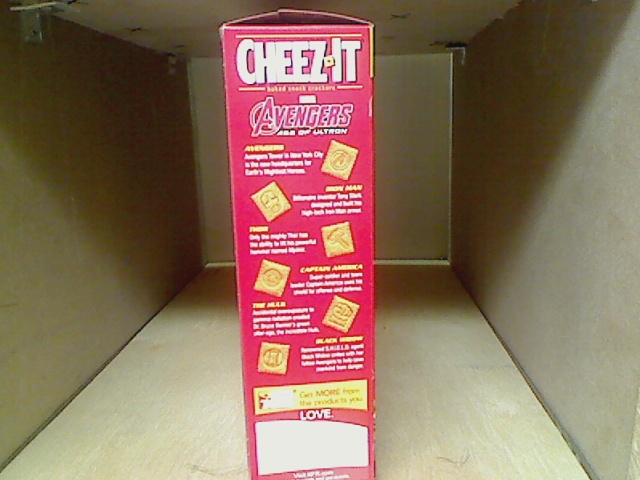 CHEEZ-IT
baked snack crackers
AVENGERS
AGE OF ULTRON
AVENGERS
Avengers Tower in New York City
is the new headquarters for
Earth's Mightiest Heroes.
IRON MAN
Billionaire inventor Tony Stark
designed and built his
high-tech Iron Man armor.
THOR
Only the mighty Thor has
the ability to lift his powerful
hammer named Mjolnir.
CAPTAIN AMERICA
Super-soldier and team
leader Captain America uses his
shield for offense and defense.
THE HULK
Accidental overexposure to
gamma radiation created
Dr. Bruce Banner's green
alter-ego, the incredible Hulk.
BLACK WIDOW
Renowned S.H.I.E.L.D. agent
Black Widow unites with her
fellow Avengers to help save
mankind from danger.
Get MORE from
the products you
LOVE.
Visit KFR.com